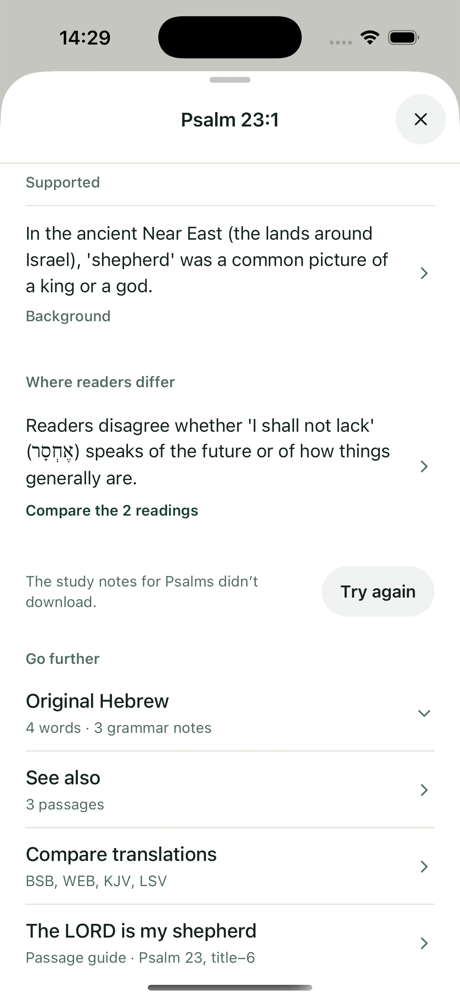 14:29
Psalm 23:1
Supported
In the ancient Near East (the lands around
Israel), 'shepherd' was a common picture of
a king or a god.
Background
Where readers differ
Readers disagree whether 'I shall not lack'
(אֶחְסָר) speaks of the future or of how things
generally are.
Compare the 2 readings
The study notes for Psalms didn’t
download.
Try again
Go further
Original Hebrew
4 words · 3 grammar notes
See also
3 passages
Compare translations
BSB, WEB, KJV, LSV
The LORD is my shepherd
Passage guide · Psalm 23, title–6